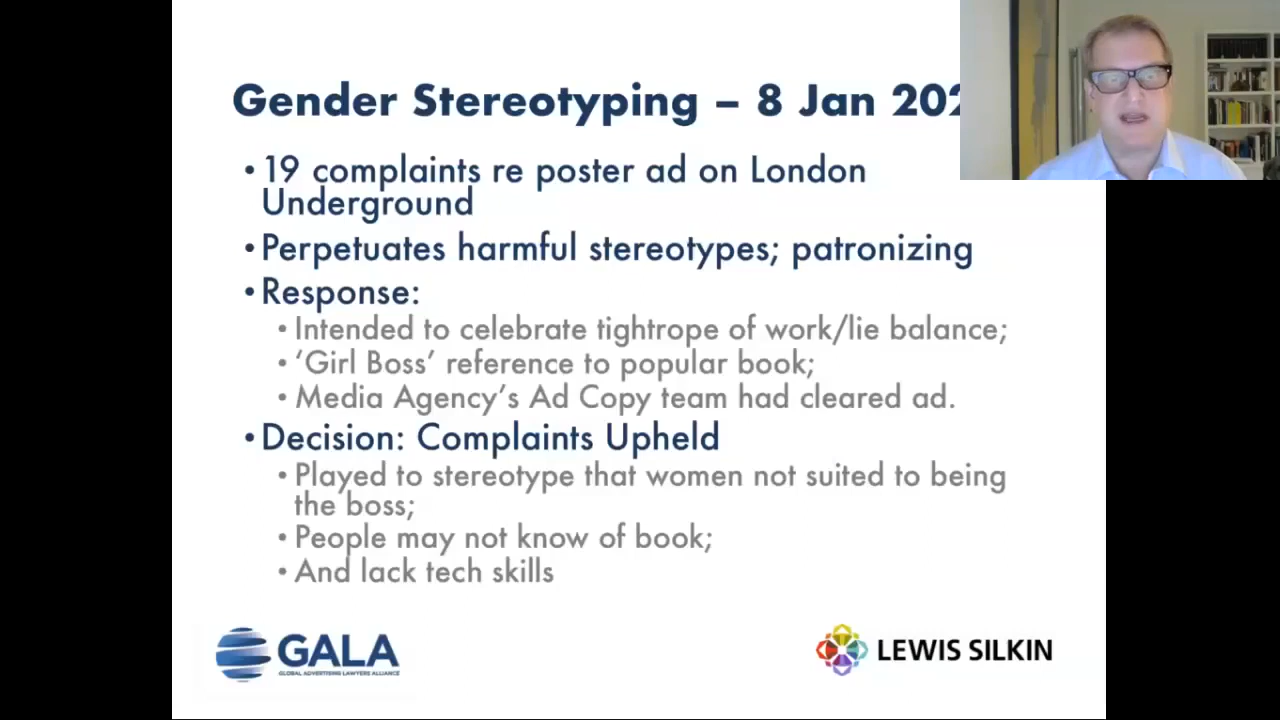 Gender Stereotyping – 8 Jan 202
•19 complaints re poster ad on London
Underground
•Perpetuates harmful stereotypes; patronizing
•Response:
•Intended to celebrate tightrope of work/lie balance;
•‘Girl Boss’ reference to popular book;
•Media Agency’s Ad Copy team had cleared ad.
•Decision: Complaints Upheld
•Played to stereotype that women not suited to being
the boss;
•People may not know of book;
•And lack tech skills
GALA
GLOBAL ADVERTISING LAWYERS ALLIANCE
LEWIS SILKIN